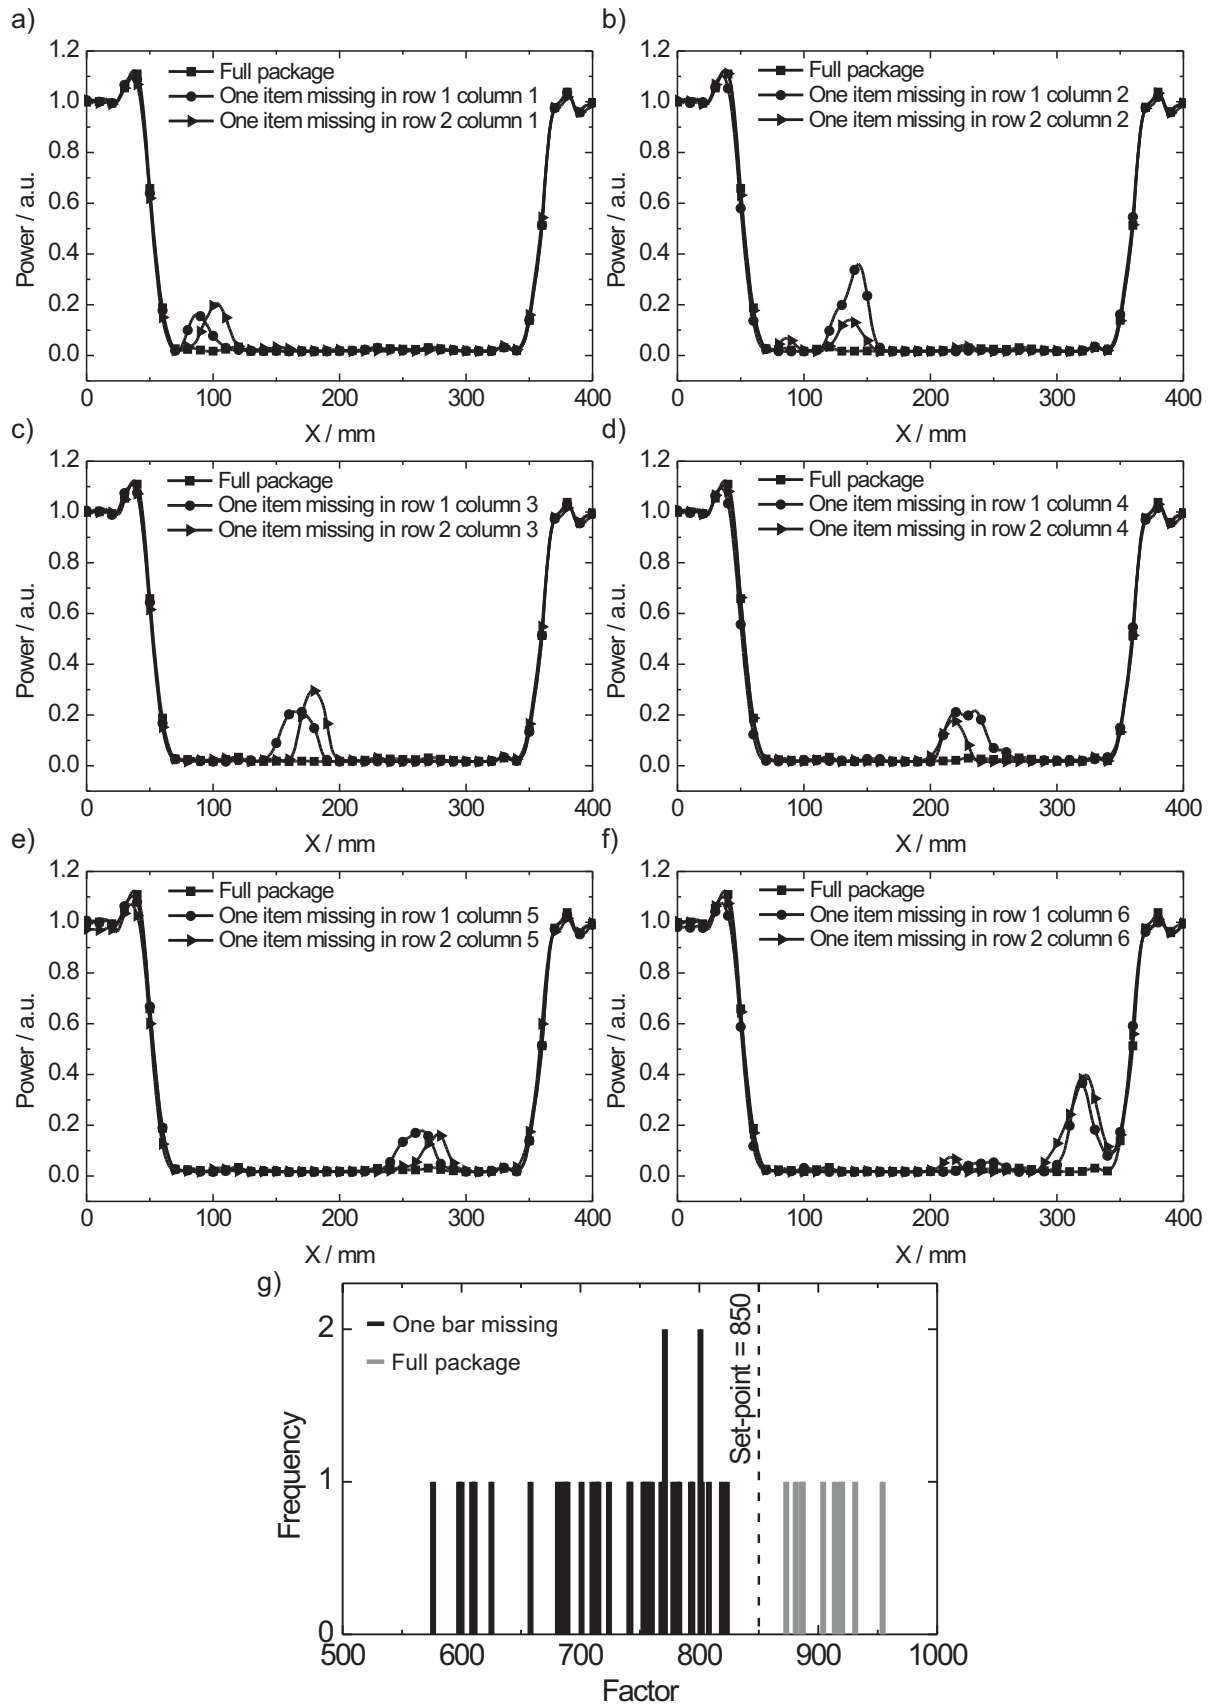 a)
1.2
1.0
0.8
0.6
0.4
0.2
0.0
Power / a.u.
Full package
One item missing in row 1 column 1
One item missing in row 2 column 1
0 100 200 300 400
X / mm
b)
1.2
1.0
0.8
0.6
0.4
0.2
0.0
Power / a.u.
Full package
One item missing in row 1 column 2
One item missing in row 2 column 2
0 100 200 300 400
X / mm
c)
1.2
1.0
0.8
0.6
0.4
0.2
0.0
Power / a.u.
Full package
One item missing in row 1 column 3
One item missing in row 2 column 3
0 100 200 300 400
X / mm
d)
1.2
1.0
0.8
0.6
0.4
0.2
0.0
Power / a.u.
Full package
One item missing in row 1 column 4
One item missing in row 2 column 4
0 100 200 300 400
X / mm
e)
1.2
1.0
0.8
0.6
0.4
0.2
0.0
Power / a.u.
Full package
One item missing in row 1 column 5
One item missing in row 2 column 5
0 100 200 300 400
X / mm
f)
1.2
1.0
0.8
0.6
0.4
0.2
0.0
Power / a.u.
Full package
One item missing in row 1 column 6
One item missing in row 2 column 6
0 100 200 300 400
X / mm
g)
2
1
0
Frequency
One bar missing
Full package
Set-point = 850
500 600 700 800 900 1000
Factor